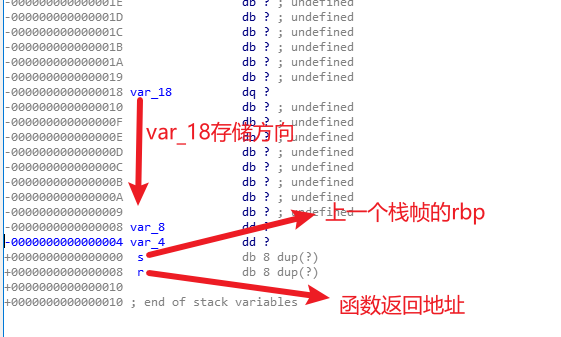 -000000000000001E db ? ; undefined
-000000000000001D db ? ; undefined
-000000000000001C db ? ; undefined
-000000000000001B db ? ; undefined
-000000000000001A db ? ; undefined
-0000000000000019 db ? ; undefined
-0000000000000018 var_18 dq ?
-0000000000000010 db ? ; undefined
-000000000000000F db ? ; undefined
var_18存储方向
-000000000000000E db ? ; undefined
-000000000000000D db ? ; undefined
-000000000000000C db ? ; undefined
-000000000000000B db ? ; undefined
-000000000000000A db ? ; undefined
-0000000000000009 db ? ; undefined
上一个栈帧的rbp
-0000000000000008 var_8 dd ?
-0000000000000004 var_4 dd ?
+0000000000000000 s db 8 dup(?)
+0000000000000008 r db 8 dup(?)
+0000000000000010
+0000000000000010 ; end of stack variables
函数返回地址